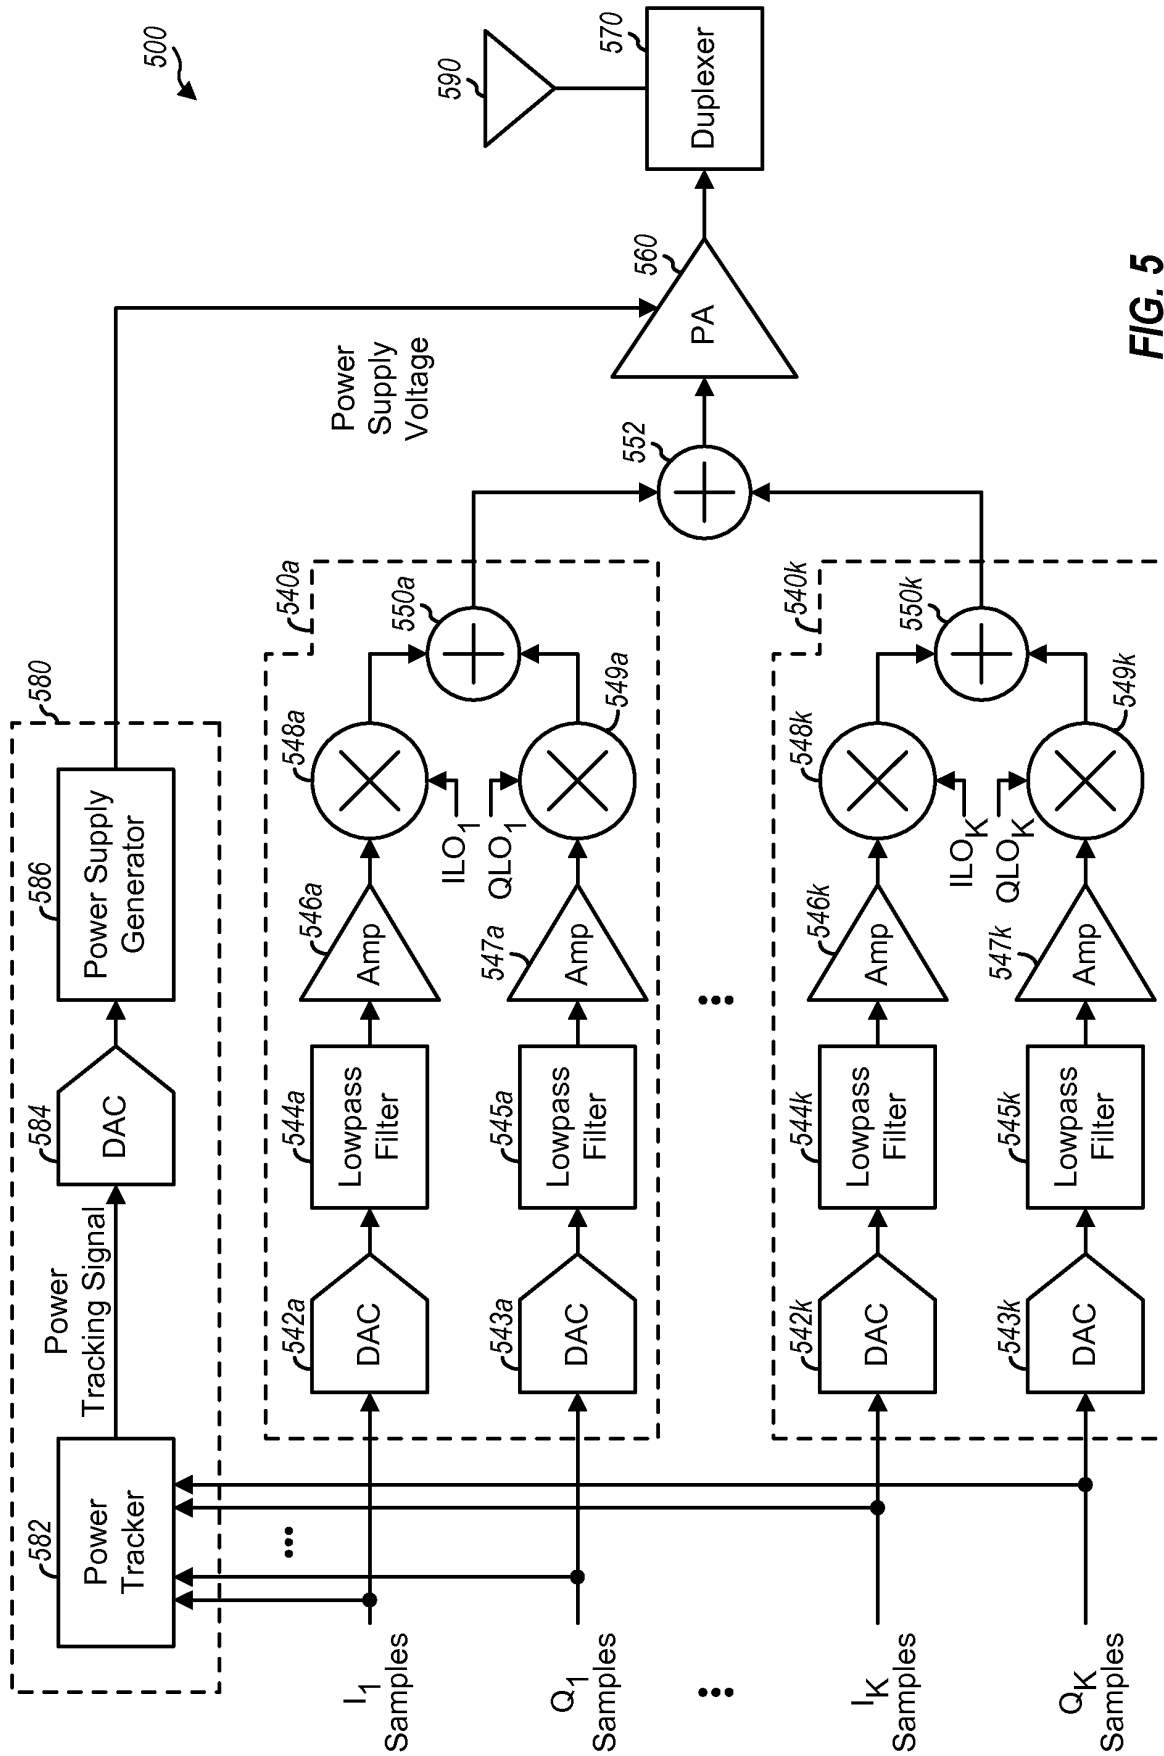 500
580
582
Power
Tracker
Power
Tracking Signal
584
DAC
586
Power Supply
Generator
Power
Supply
Voltage
590
570
Duplexer
560
PA
552
540a
I1
Samples
542a
DAC
544a
Lowpass
Filter
546a
Amp
548a
ILO1
QLO1
550a
Q1
Samples
543a
DAC
545a
Lowpass
Filter
547a
Amp
549a
540k
IK
Samples
542k
DAC
544k
Lowpass
Filter
546k
Amp
548k
ILOK
QLOK
550k
QK
Samples
543k
DAC
545k
Lowpass
Filter
547k
Amp
549k
FIG. 5